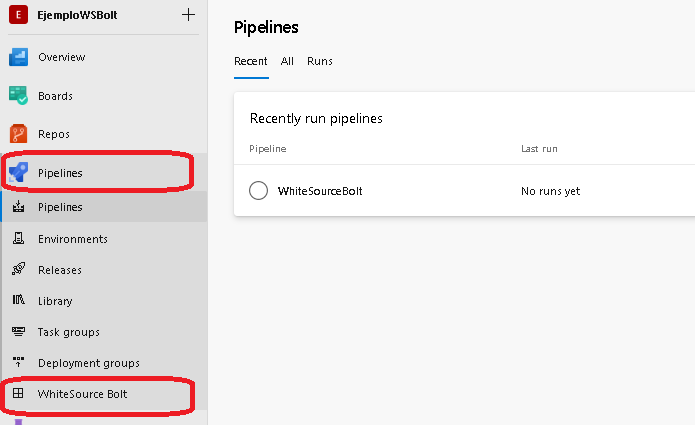 E EjemploWSBolt
Overview
Boards
Repos
Pipelines
Pipelines
Environments
Releases
Library
Task groups
Deployment groups
WhiteSource Bolt
Pipelines
Recent All Runs
Recently run pipelines
Pipeline Last run
WhiteSourceBolt No runs yet